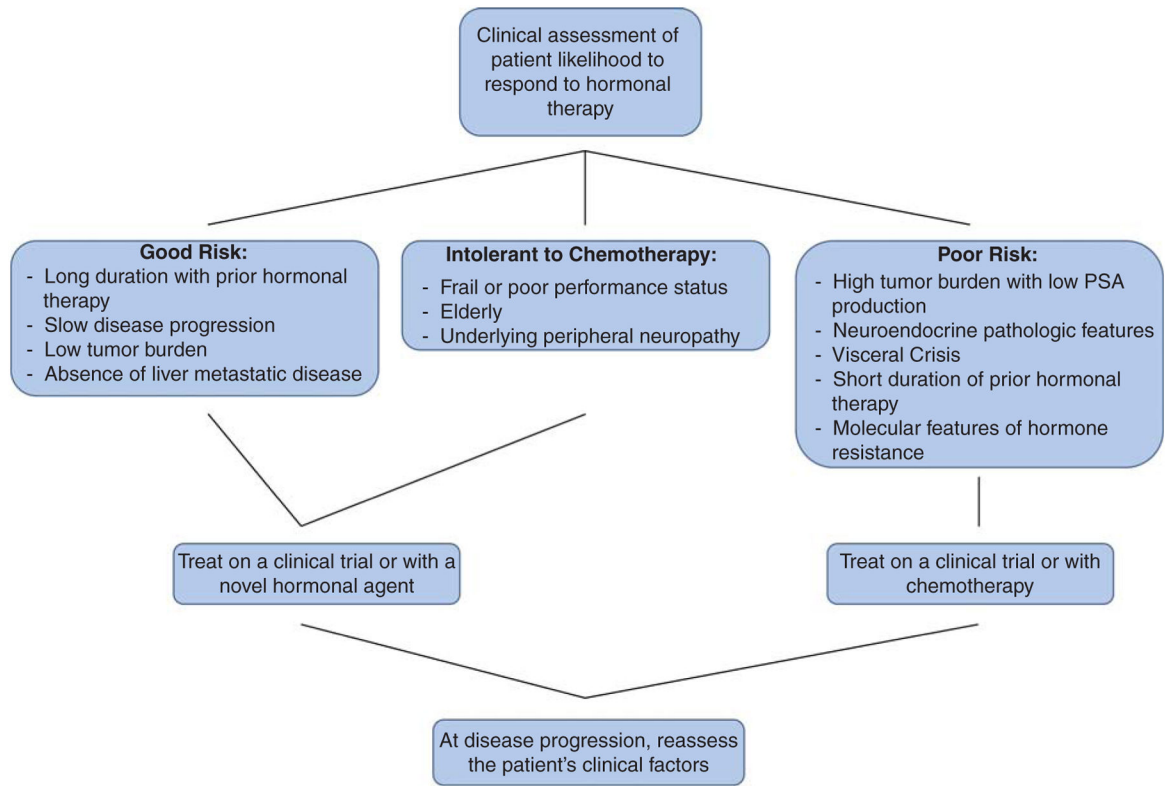 Clinical assessment of
patient likelihood to
respond to hormonal
therapy
Good Risk:
- Long duration with prior hormonal
therapy
- Slow disease progression
- Low tumor burden
- Absence of liver metastatic disease
Intolerant to Chemotherapy:
- Frail or poor performance status
- Elderly
- Underlying peripheral neuropathy
Poor Risk:
- High tumor burden with low PSA
production
- Neuroendocrine pathologic features
- Visceral Crisis
- Short duration of prior hormonal
therapy
- Molecular features of hormone
resistance
Treat on a clinical trial or with a
novel hormonal agent
Treat on a clinical trial or with
chemotherapy
At disease progression, reassess
the patient’s clinical factors